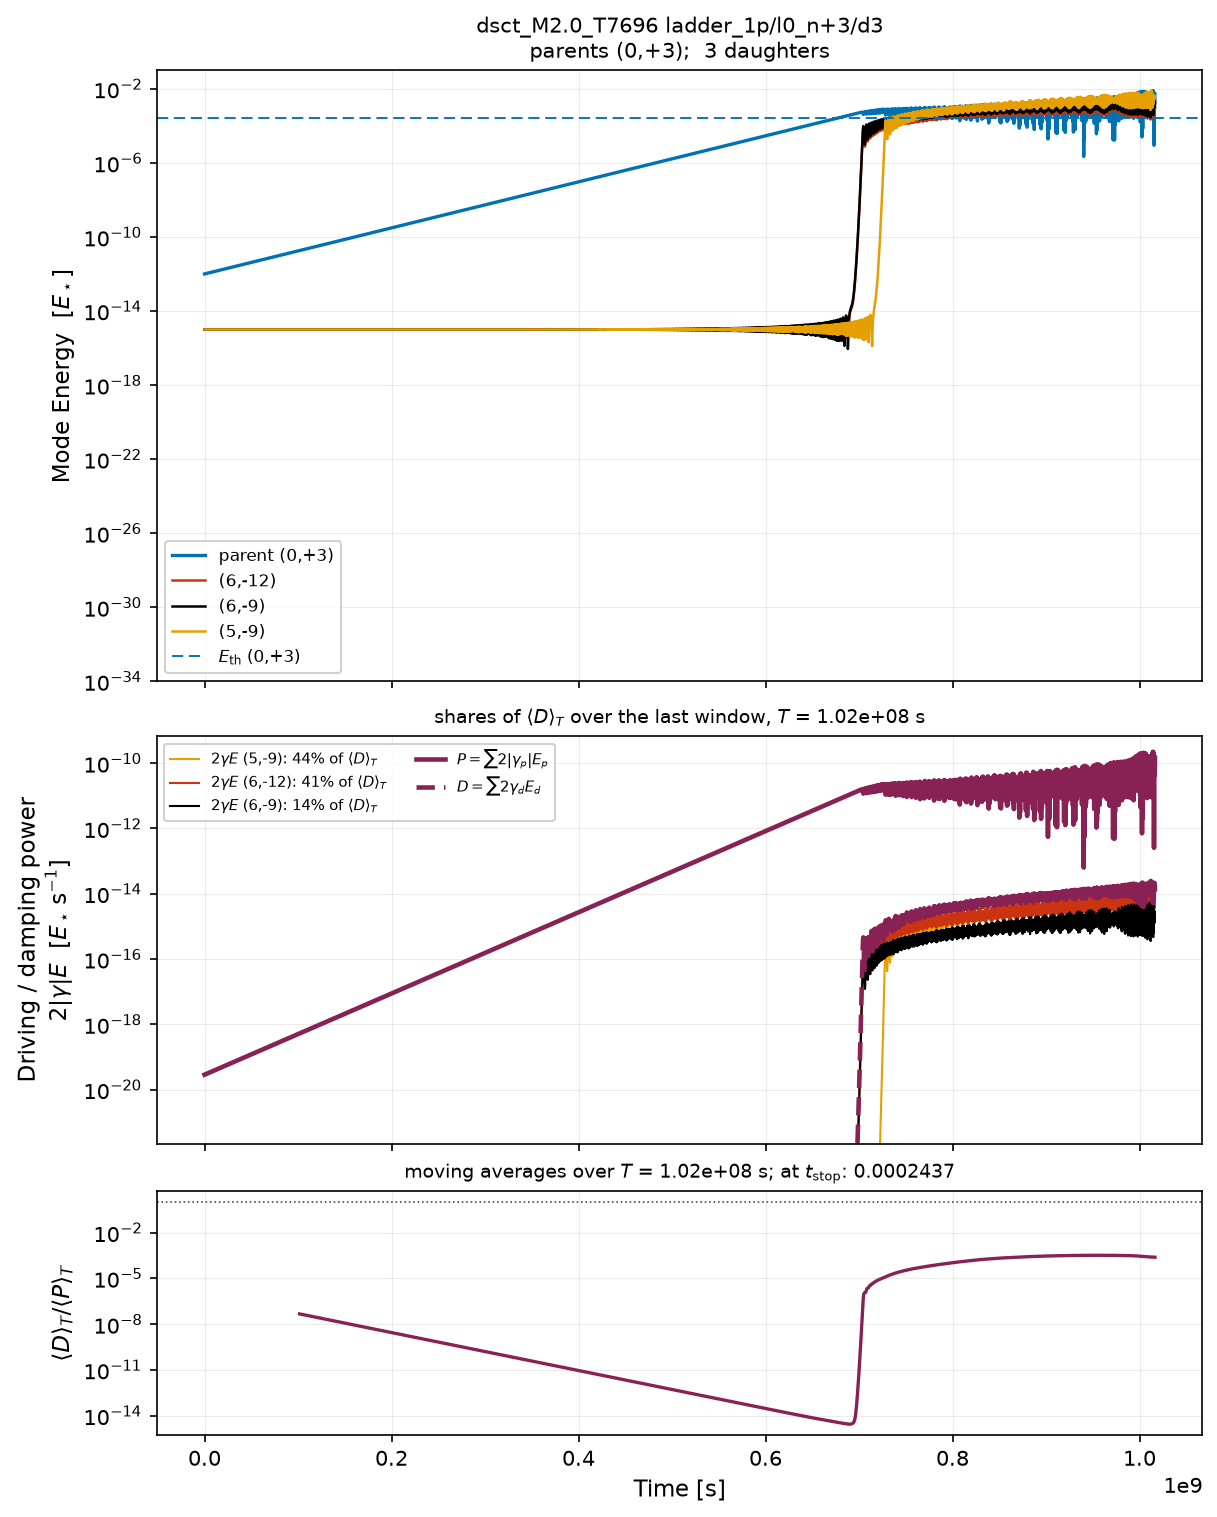 dsct_M2.0_T7696 ladder_1p/l0_n+3/d3
parents (0,+3);  3 daughters
Mode Energy [E⋆]
10⁻²
10⁻⁶
10⁻¹⁰
10⁻¹⁴
10⁻¹⁸
10⁻²²
10⁻²⁶
10⁻³⁰
10⁻³⁴
parent (0,+3)
(6,-12)
(6,-9)
(5,-9)
E_th (0,+3)
shares of ⟨D⟩_T over the last window, T = 1.02e+08 s
Driving / damping power
2|γ|E [E⋆ s⁻¹]
10⁻¹⁰
10⁻¹²
10⁻¹⁴
10⁻¹⁶
10⁻¹⁸
10⁻²⁰
2γE (5,-9): 44% of ⟨D⟩_T
2γE (6,-12): 41% of ⟨D⟩_T
2γE (6,-9): 14% of ⟨D⟩_T
P = ∑2|γ_p|E_p
D = ∑2γ_dE_d
moving averages over T = 1.02e+08 s; at t_stop: 0.0002437
⟨D⟩_T/⟨P⟩_T
10⁻²
10⁻⁵
10⁻⁸
10⁻¹¹
10⁻¹⁴
0.0 0.2 0.4 0.6 0.8 1.0
1e9
Time [s]